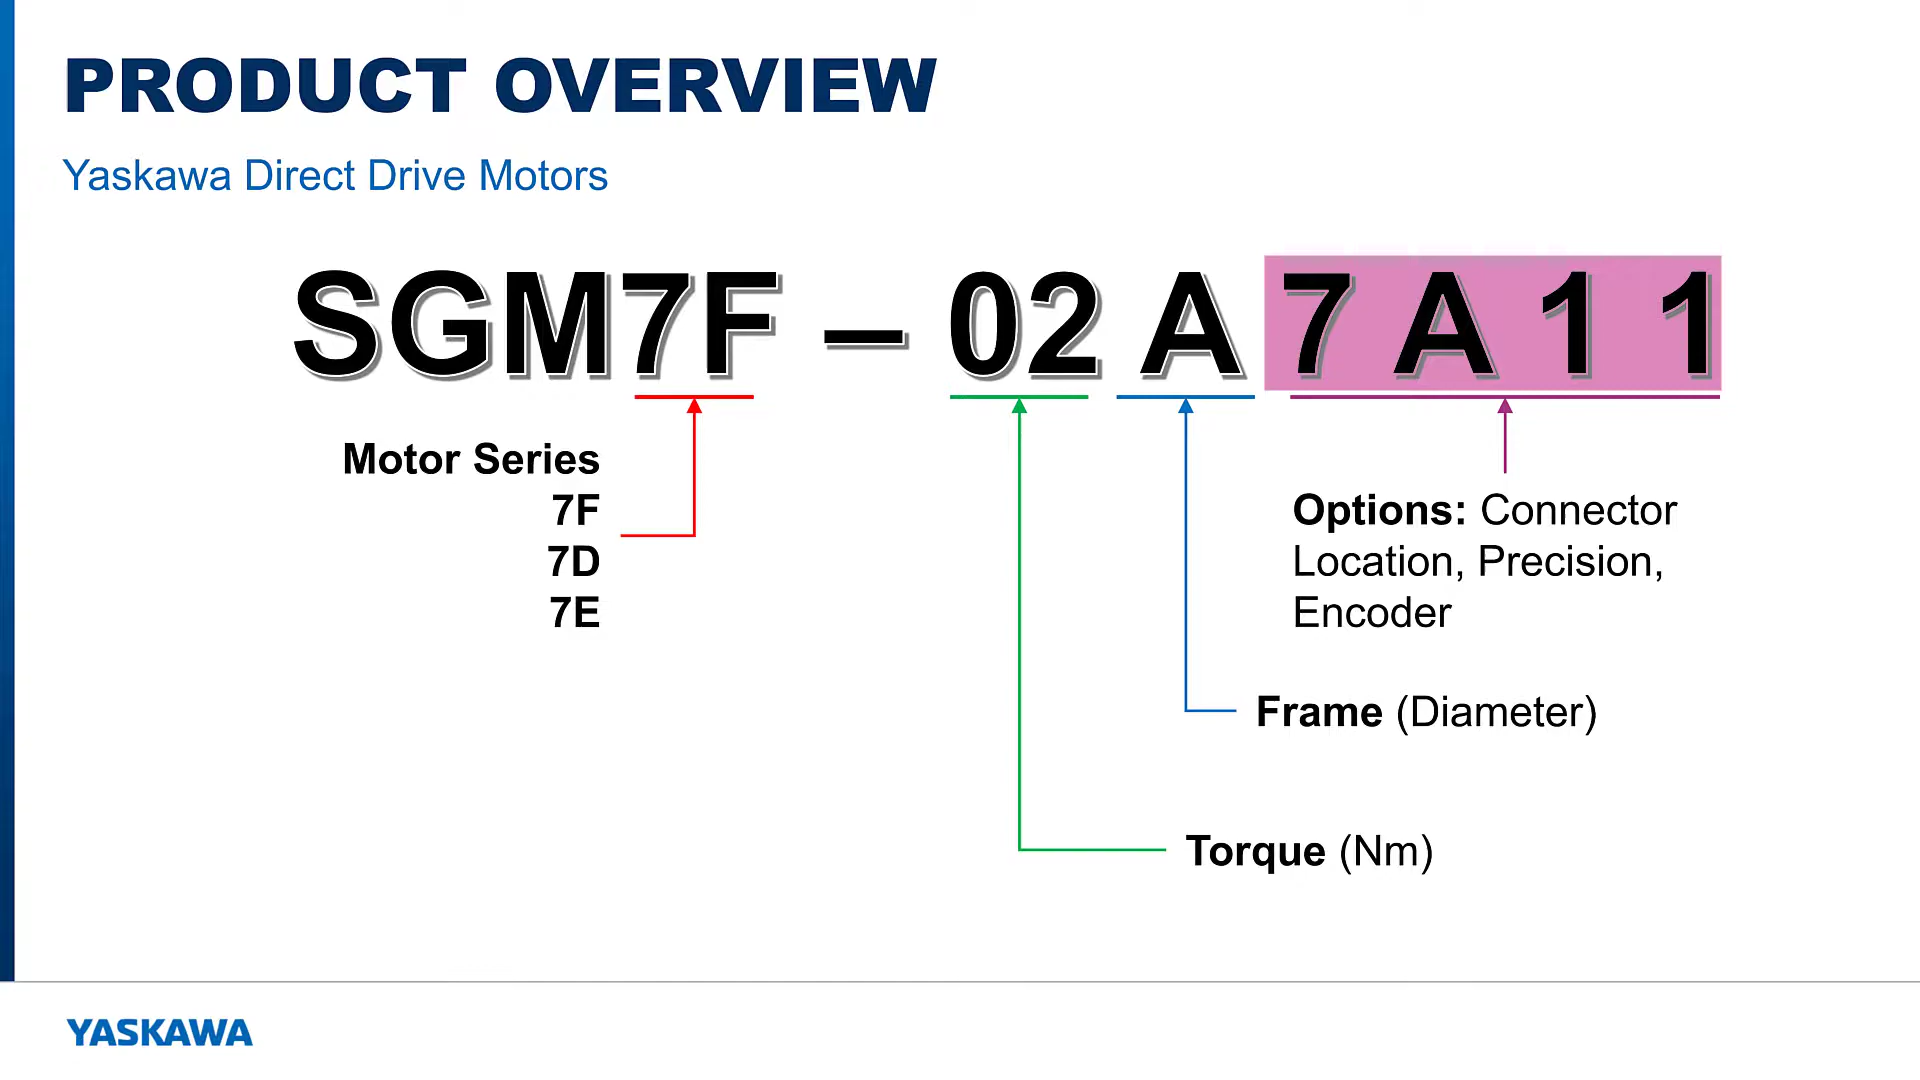 PRODUCT OVERVIEW
Yaskawa Direct Drive Motors
SGM7F – 02 A 7 A 1 1
Motor Series
7F
7D
7E
Options: Connector
Location, Precision,
Encoder
Frame (Diameter)
Torque (Nm)
YASKAWA